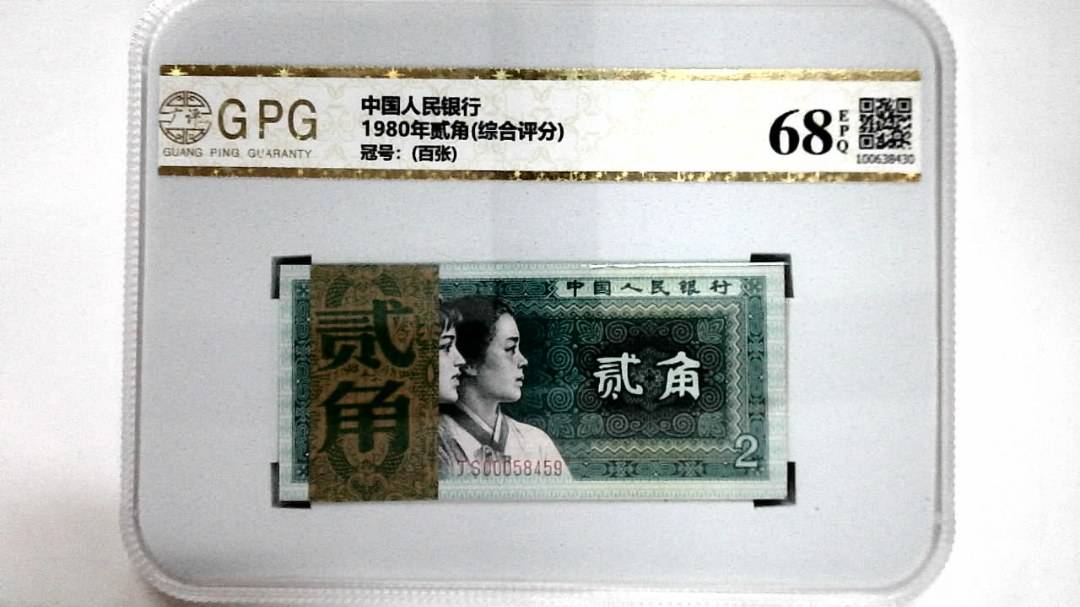 广评
GPG
GUANG PING GUARANTY
中国人民银行
1980年贰角(综合评分)
冠号: (百张)
68
EPQ
100638430
中国人民银行
贰角
贰角
JS00058459
2